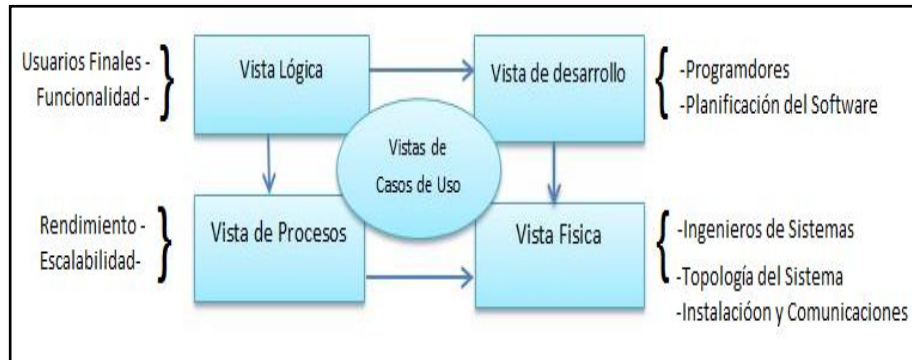 Usuarios Finales -
Funcionalidad -
Vista Lógica
Vista de desarrollo
-Programdores
-Planificación del Software
Vistas de
Casos de Uso
Rendimiento -
Escalabilidad-
Vista de Procesos
Vista Fisica
-Ingenieros de Sistemas
-Topología del Sistema
-Instalacióon y Comunicaciones